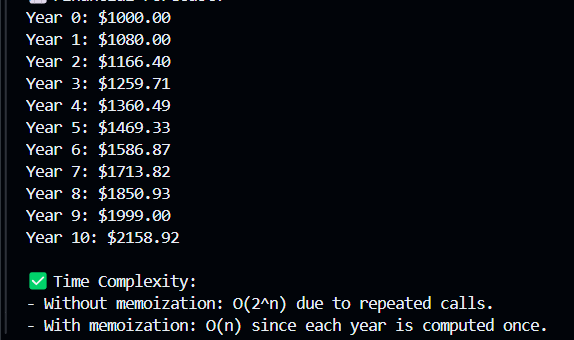 Year 0: $1000.00
Year 1: $1080.00
Year 2: $1166.40
Year 3: $1259.71
Year 4: $1360.49
Year 5: $1469.33
Year 6: $1586.87
Year 7: $1713.82
Year 8: $1850.93
Year 9: $1999.00
Year 10: $2158.92
✅ Time Complexity:
- Without memoization: O(2^n) due to repeated calls.
- With memoization: O(n) since each year is computed once.